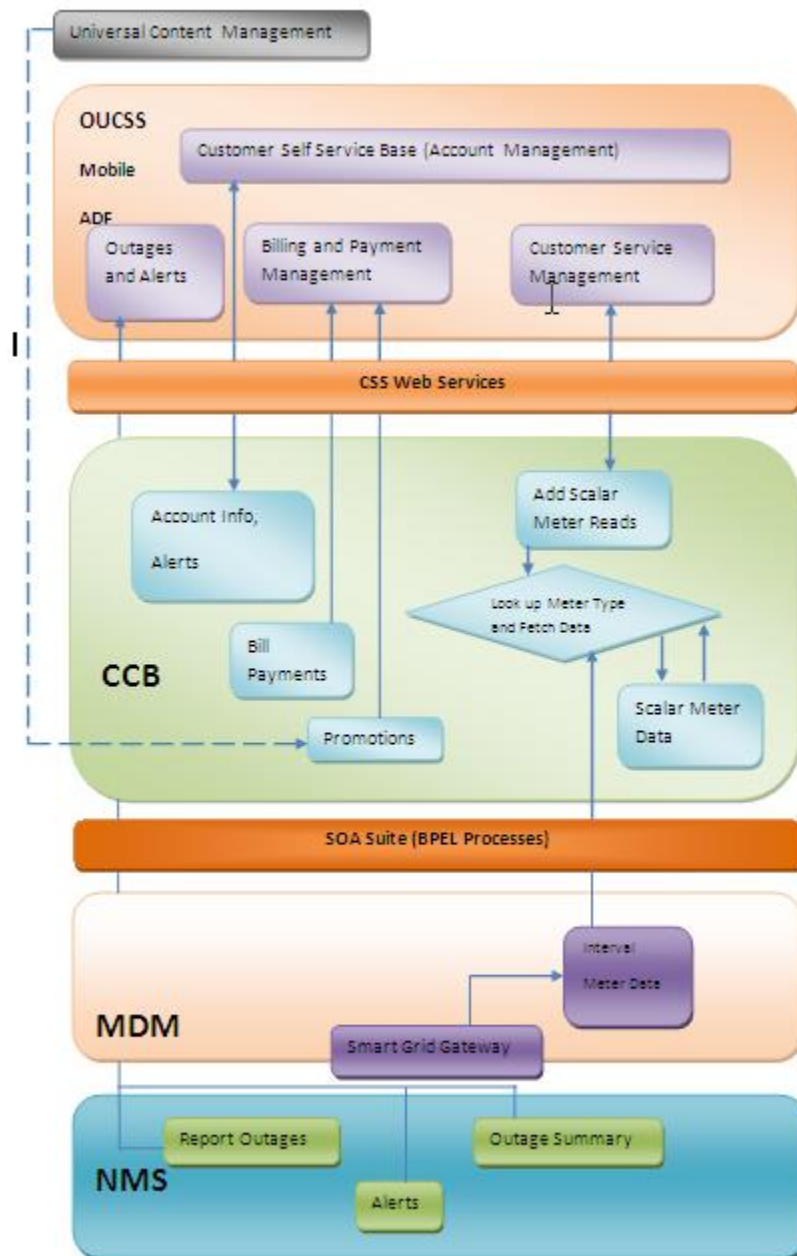 Universal Content Management
OUCSS
Customer Self Service Base (Account Management)
Mobile
ADF
Outages
and Alerts
Billing and Payment
Management
Customer Service
Management
CSS Web Services
Account Info,
Alerts
Add Scalar
Meter Reads
Look up Meter Type
and Fetch Data
Bill
Payments
CCB
Scalar Meter
Data
Promotions
SOA Suite (BPEL Processes)
Interval
Meter Data
MDM
Smart Grid Gateway
Report Outages
Outage Summary
NMS
Alerts